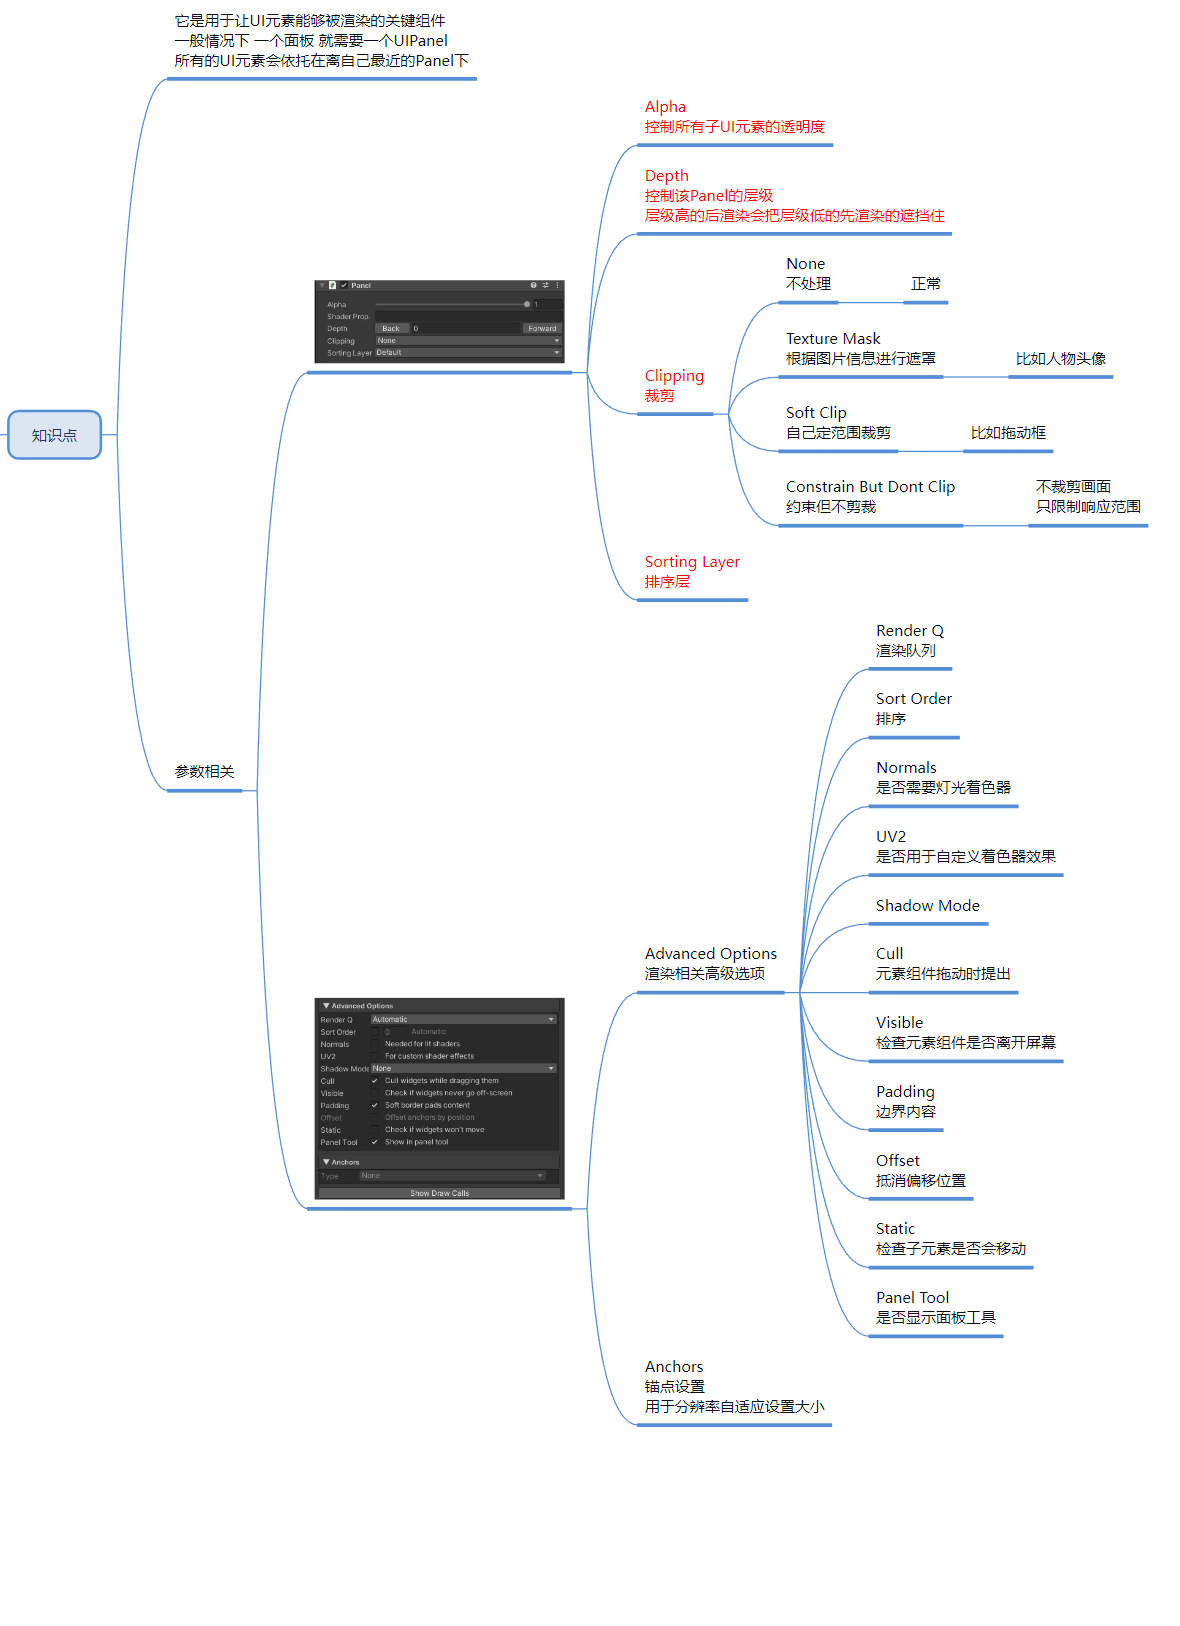 它是用于让UI元素能够被渲染的关键组件
一般情况下 一个面板 就需要一个UIPanel
所有的UI元素会依托在离自己最近的Panel下
知识点
参数相关
Panel
Alpha
1
Shader Prop.
Depth
Back
0
Forward
Clipping
None
Sorting Layer
Default
Alpha
控制所有子UI元素的透明度
Depth
控制该Panel的层级
层级高的后渲染会把层级低的先渲染的遮挡住
Clipping
裁剪
None
不处理
正常
Texture Mask
根据图片信息进行遮罩
比如人物头像
Soft Clip
自己定范围裁剪
比如拖动框
Constrain But Dont Clip
约束但不剪裁
不裁剪画面
只限制响应范围
Sorting Layer
排序层
Advanced Options
Render Q
Automatic
Sort Order
0
Automatic
Normals
Needed for lit shaders
UV2
For custom shader effects
Shadow Mode
None
Cull
Cull widgets while dragging them
Visible
Check if widgets never go off-screen
Padding
Soft border pads content
Offset
Offset anchors by position
Static
Check if widgets won't move
Panel Tool
Show in panel tool
Anchors
Type
None
Show Draw Calls
Advanced Options
渲染相关高级选项
Render Q
渲染队列
Sort Order
排序
Normals
是否需要灯光着色器
UV2
是否用于自定义着色器效果
Shadow Mode
Cull
元素组件拖动时提出
Visible
检查元素组件是否离开屏幕
Padding
边界内容
Offset
抵消偏移位置
Static
检查子元素是否会移动
Panel Tool
是否显示面板工具
Anchors
锚点设置
用于分辨率自适应设置大小